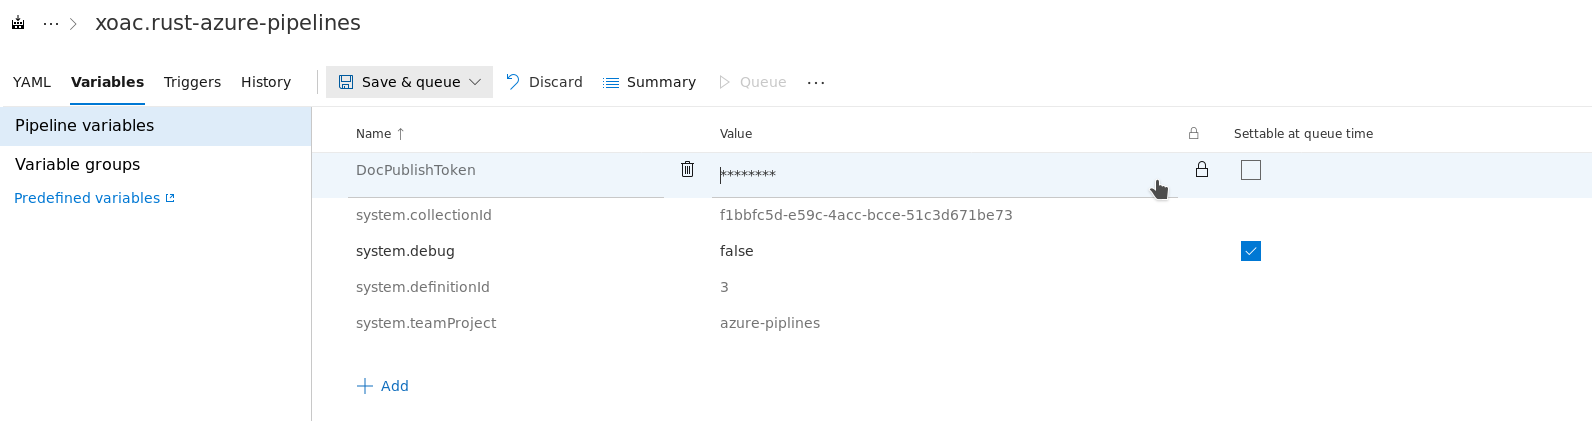 ··· > xoac.rust-azure-pipelines
YAML Variables Triggers History Save & queue Discard Summary Queue ···
Pipeline variables
Variable groups
Predefined variables
Name ↑ Value Settable at queue time
DocPublishToken ********
system.collectionId f1bbfc5d-e59c-4acc-bcce-51c3d671be73
system.debug false
system.definitionId 3
system.teamProject azure-piplines
+ Add